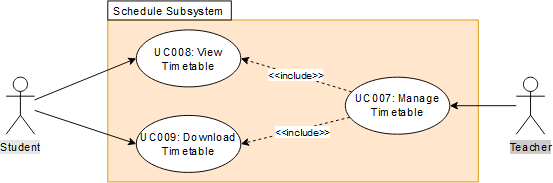 Schedule Subsystem
UC008: View
Timetable
<<include>>
UC007: Manage
Timetable
<<include>>
UC009: Download
Timetable
Student
Teacher